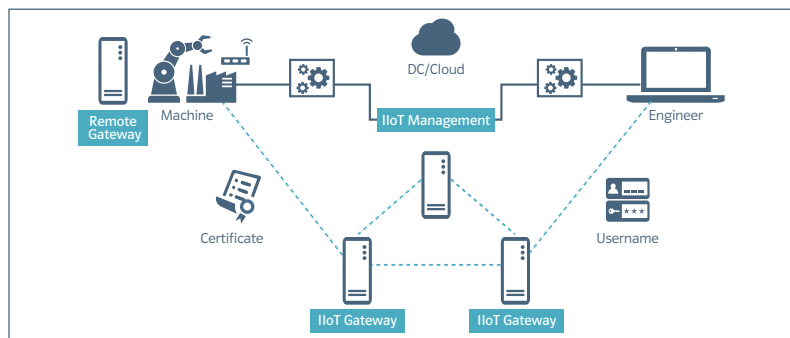 DC/Cloud
Remote
Gateway
Machine
IIoT Management
Engineer
Certificate
***
Username
IIoT Gateway
IIoT Gateway